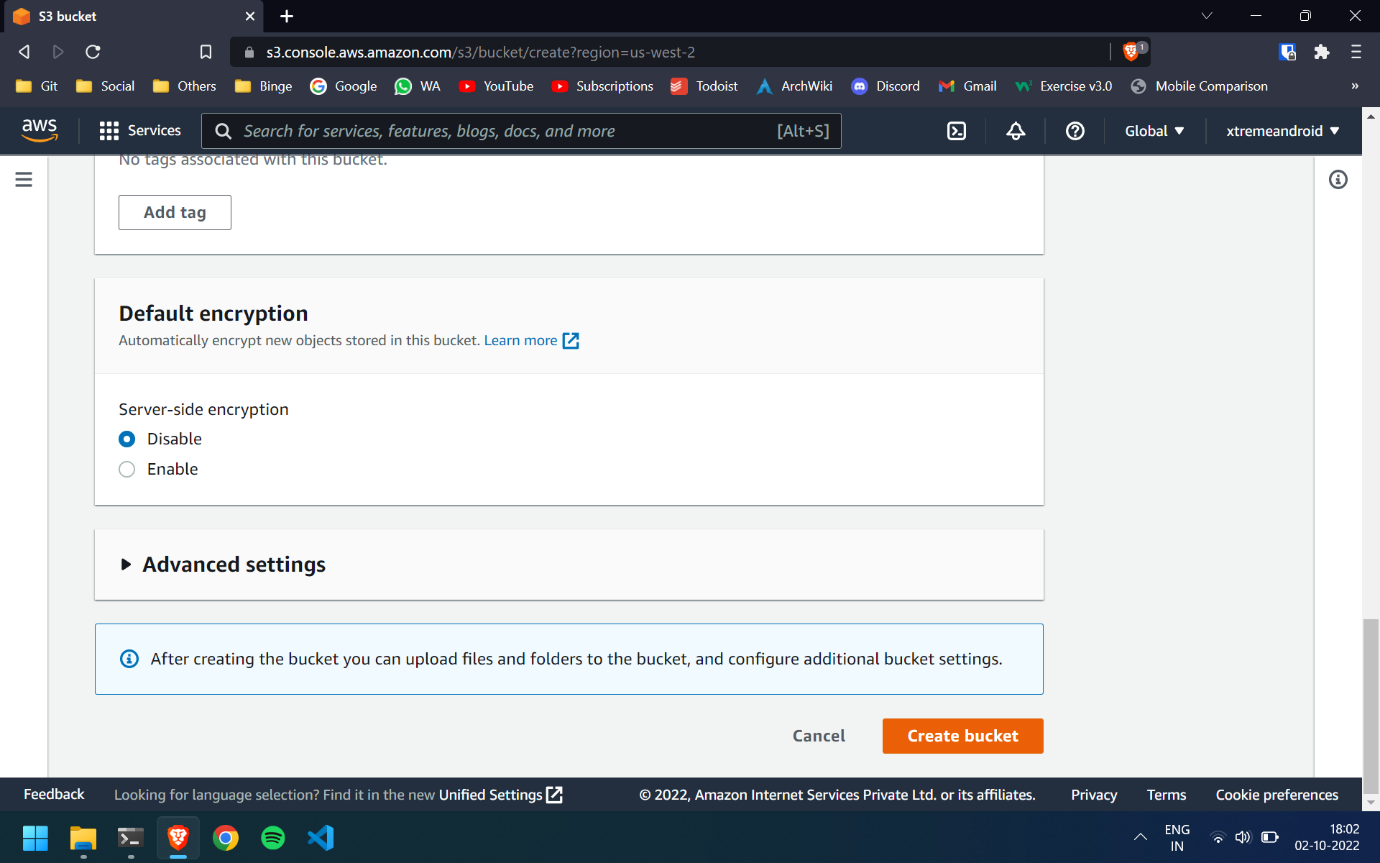 S3 bucket
s3.console.aws.amazon.com/s3/bucket/create?region=us-west-2
1
Git Social Others Binge Google WA YouTube Subscriptions Todoist ArchWiki Discord Gmail Exercise v3.0 Mobile Comparison »
aws Services Search for services, features, blogs, docs, and more [Alt+S] Global xtremeandroid
No tags associated with this bucket.
Add tag
Default encryption
Automatically encrypt new objects stored in this bucket. Learn more
Server-side encryption
Disable
Enable
Advanced settings
After creating the bucket you can upload files and folders to the bucket, and configure additional bucket settings.
Cancel Create bucket
Feedback Looking for language selection? Find it in the new Unified Settings © 2022, Amazon Internet Services Private Ltd. or its affiliates. Privacy Terms Cookie preferences
ENG 18:02
IN 02-10-2022